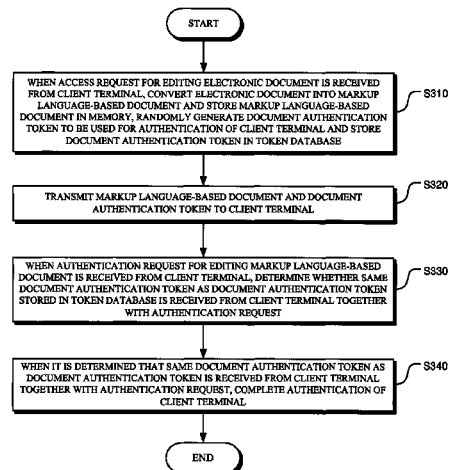 START
WHEN ACCESS REQUEST FOR EDITING ELECTRONIC DOCUMENT IS RECEIVED
FROM CLIENT TERMINAL, CONVERT ELECTRONIC DOCUMENT INTO MARKUP
LANGUAGE-BASED DOCUMENT AND STORE MARKUP LANGUAGE-BASED
DOCUMENT IN MEMORY, RANDOMLY GENERATE DOCUMENT AUTHENTICATION
TOKEN TO BE USED FOR AUTHENTICATION OF CLIENT TERMINAL AND STORE
DOCUMENT AUTHENTICATION TOKEN IN TOKEN DATABASE
S310
TRANSMIT MARKUP LANGUAGE-BASED DOCUMENT AND DOCUMENT
AUTHENTICATION TOKEN TO CLIENT TERMINAL
S320
WHEN AUTHENTICATION REQUEST FOR EDITING MARKUP LANGUAGE-BASED
DOCUMENT IS RECEIVED FROM CLIENT TERMINAL, DETERMINE WHETHER SAME
DOCUMENT AUTHENTICATION TOKEN AS DOCUMENT AUTHENTICATION TOKEN
STORED IN TOKEN DATABASE IS RECEIVED FROM CLIENT TERMINAL TOGETHER
WITH AUTHENTICATION REQUEST
S330
WHEN IT IS DETERMINED THAT SAME DOCUMENT AUTHENTICATION TOKEN AS
DOCUMENT AUTHENTICATION TOKEN IS RECEIVED FROM CLIENT TERMINAL
TOGETHER WITH AUTHENTICATION REQUEST, COMPLETE AUTHENTICATION OF
CLIENT TERMINAL
S340
END